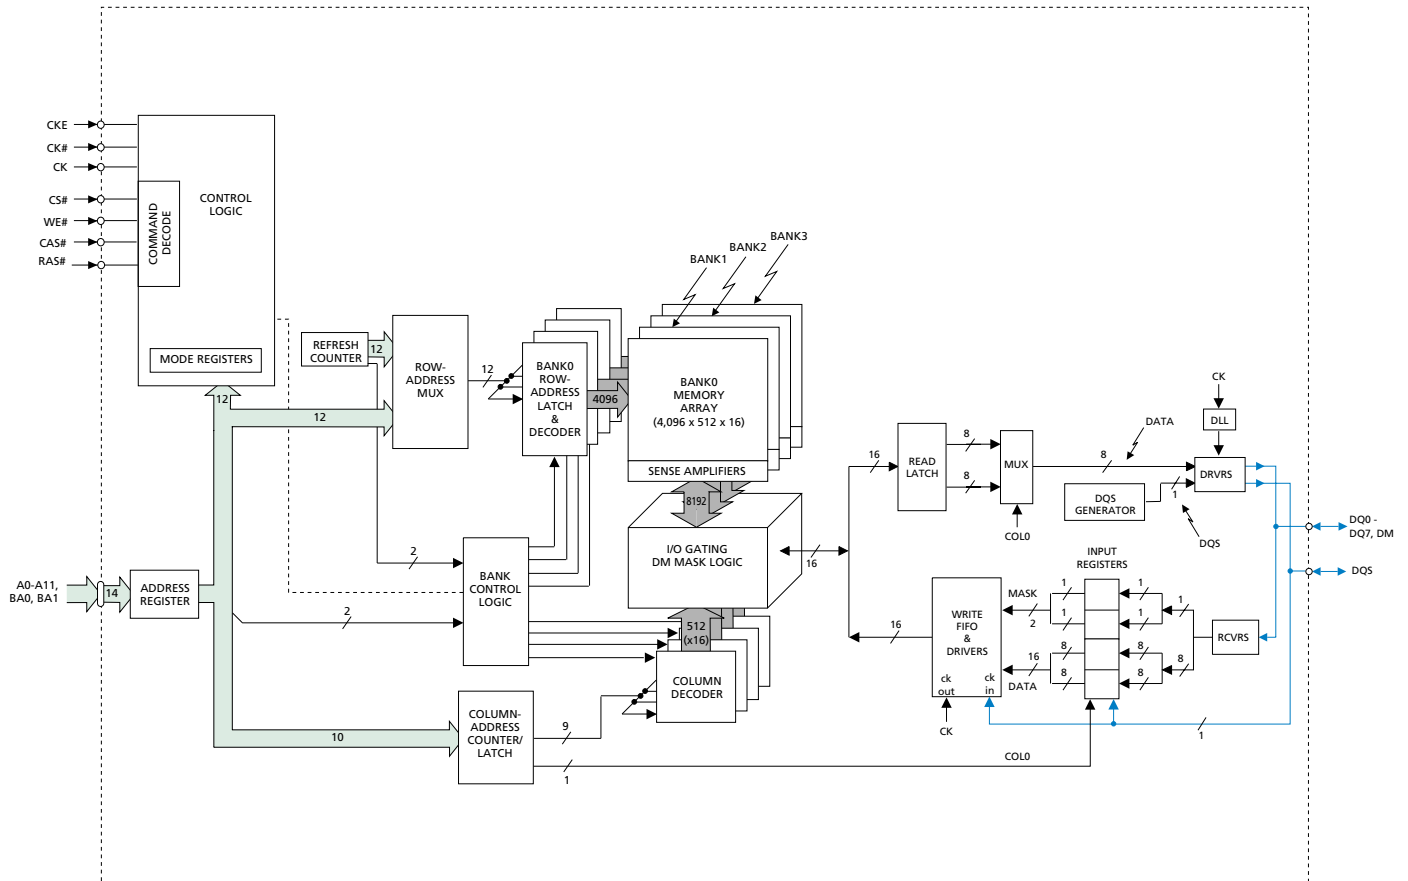 CKE
CK#
CK
CS#
WE#
CAS#
RAS#
CONTROL
LOGIC
COMMAND
DECODE
MODE REGISTERS
REFRESH
COUNTER
12
12
12
ROW-
ADDRESS
MUX
12
BANK0
ROW-
ADDRESS
LATCH
&
DECODER
4096
BANK1
BANK2
BANK3
BANK0
MEMORY
ARRAY
(4,096 x 512 x 16)
SENSE AMPLIFIERS
8192
I/O GATING
DM MASK LOGIC
16
512
(x16)
COLUMN
DECODER
A0-A11,
BA0, BA1
14
ADDRESS
REGISTER
2
2
BANK
CONTROL
LOGIC
10
COLUMN-
ADDRESS
COUNTER/
LATCH
9
1
COL0
16
READ
LATCH
8
8
MUX
COL0
8
DATA
DQS
GENERATOR
1
DQS
CK
DLL
DRVRS
DQ0 -
DQ7, DM
DQS
INPUT
REGISTERS
16
WRITE
FIFO
&
DRIVERS
ck
out
ck
in
CK
MASK
2
16
DATA
1
1
8
8
1
1
8
8
1
8
RCVRS
1